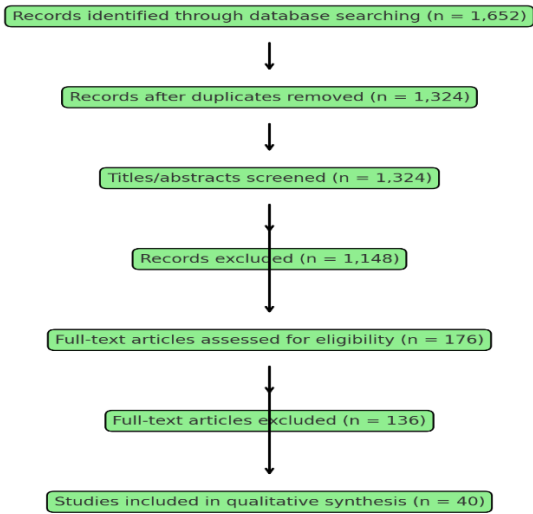 Records identified through database searching (n = 1,652)
Records after duplicates removed (n = 1,324)
Titles/abstracts screened (n = 1,324)
Records excluded (n = 1,148)
Full-text articles assessed for eligibility (n = 176)
Full-text articles excluded (n = 136)
Studies included in qualitative synthesis (n = 40)